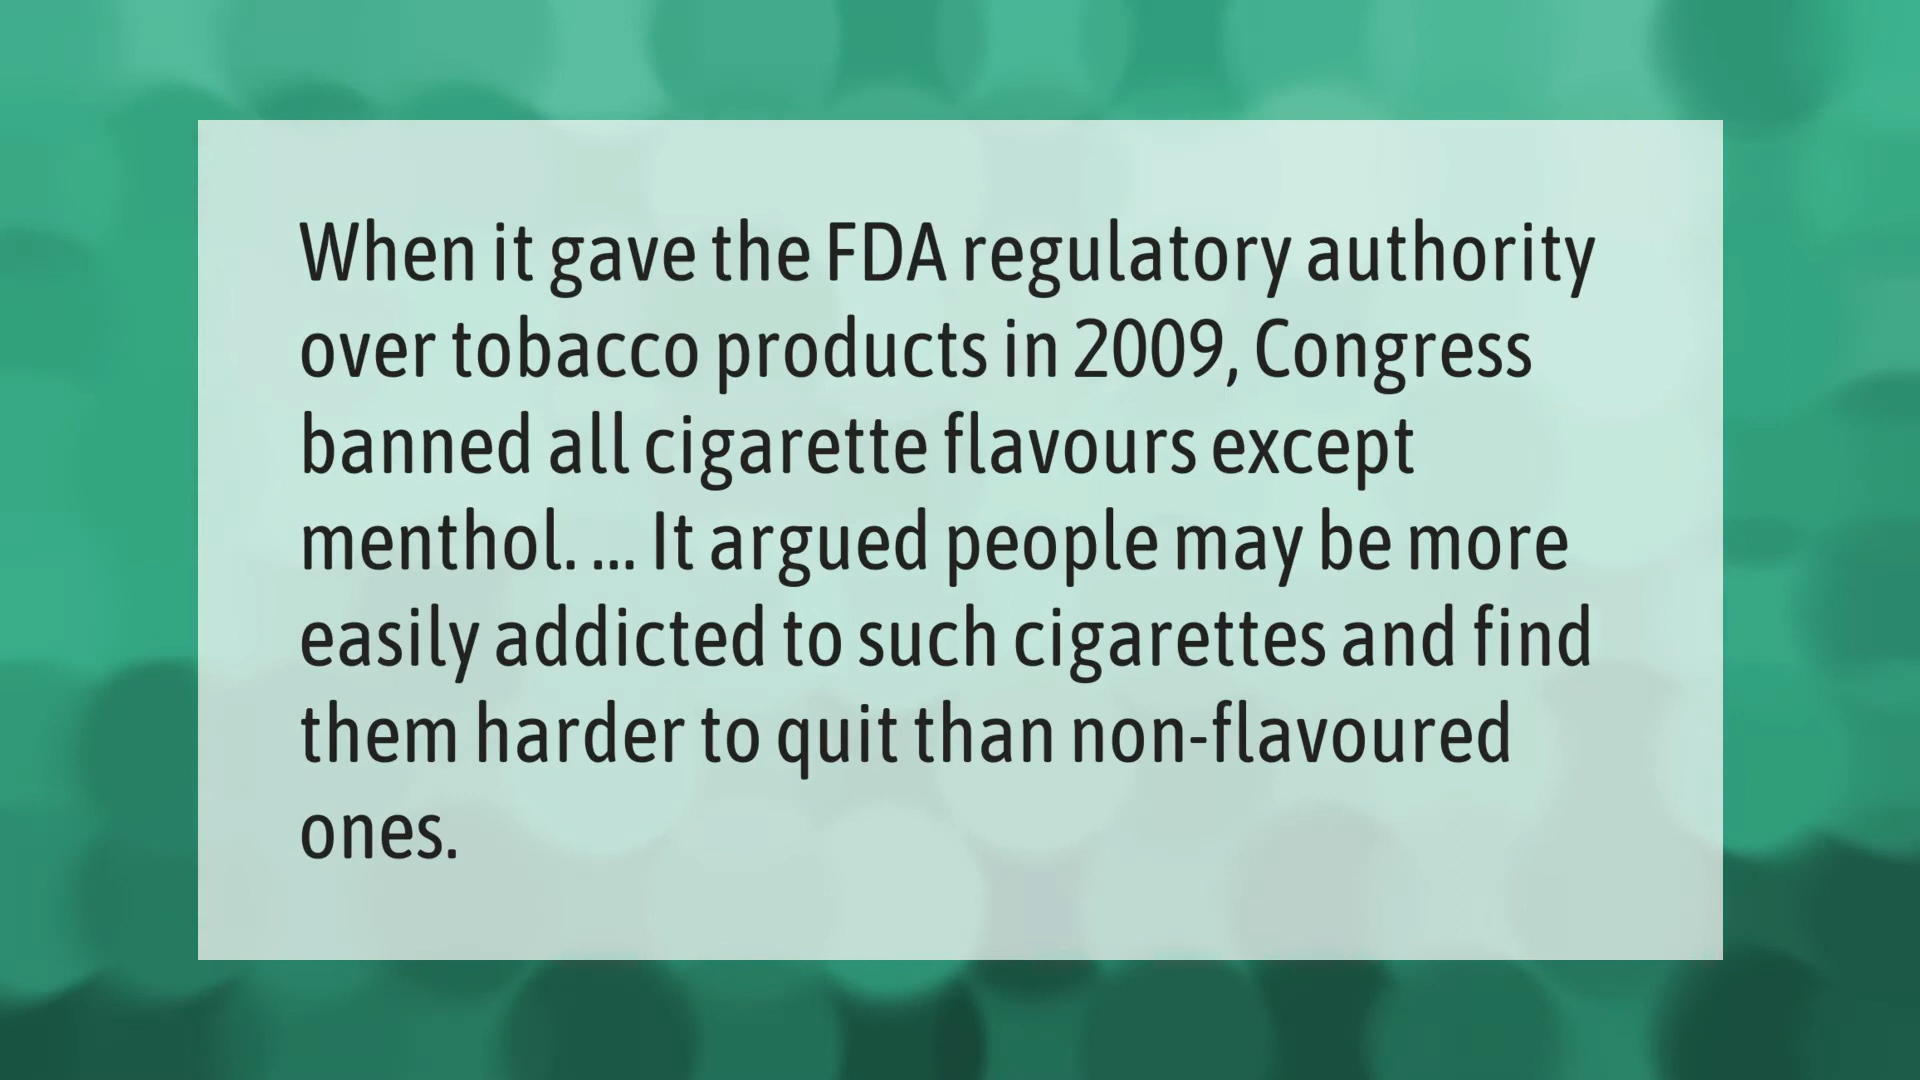 When it gave the FDA regulatory authority
over tobacco products in 2009, Congress
banned all cigarette flavours except
menthol. ... It argued people may be more
easily addicted to such cigarettes and find
them harder to quit than non-flavoured
ones.